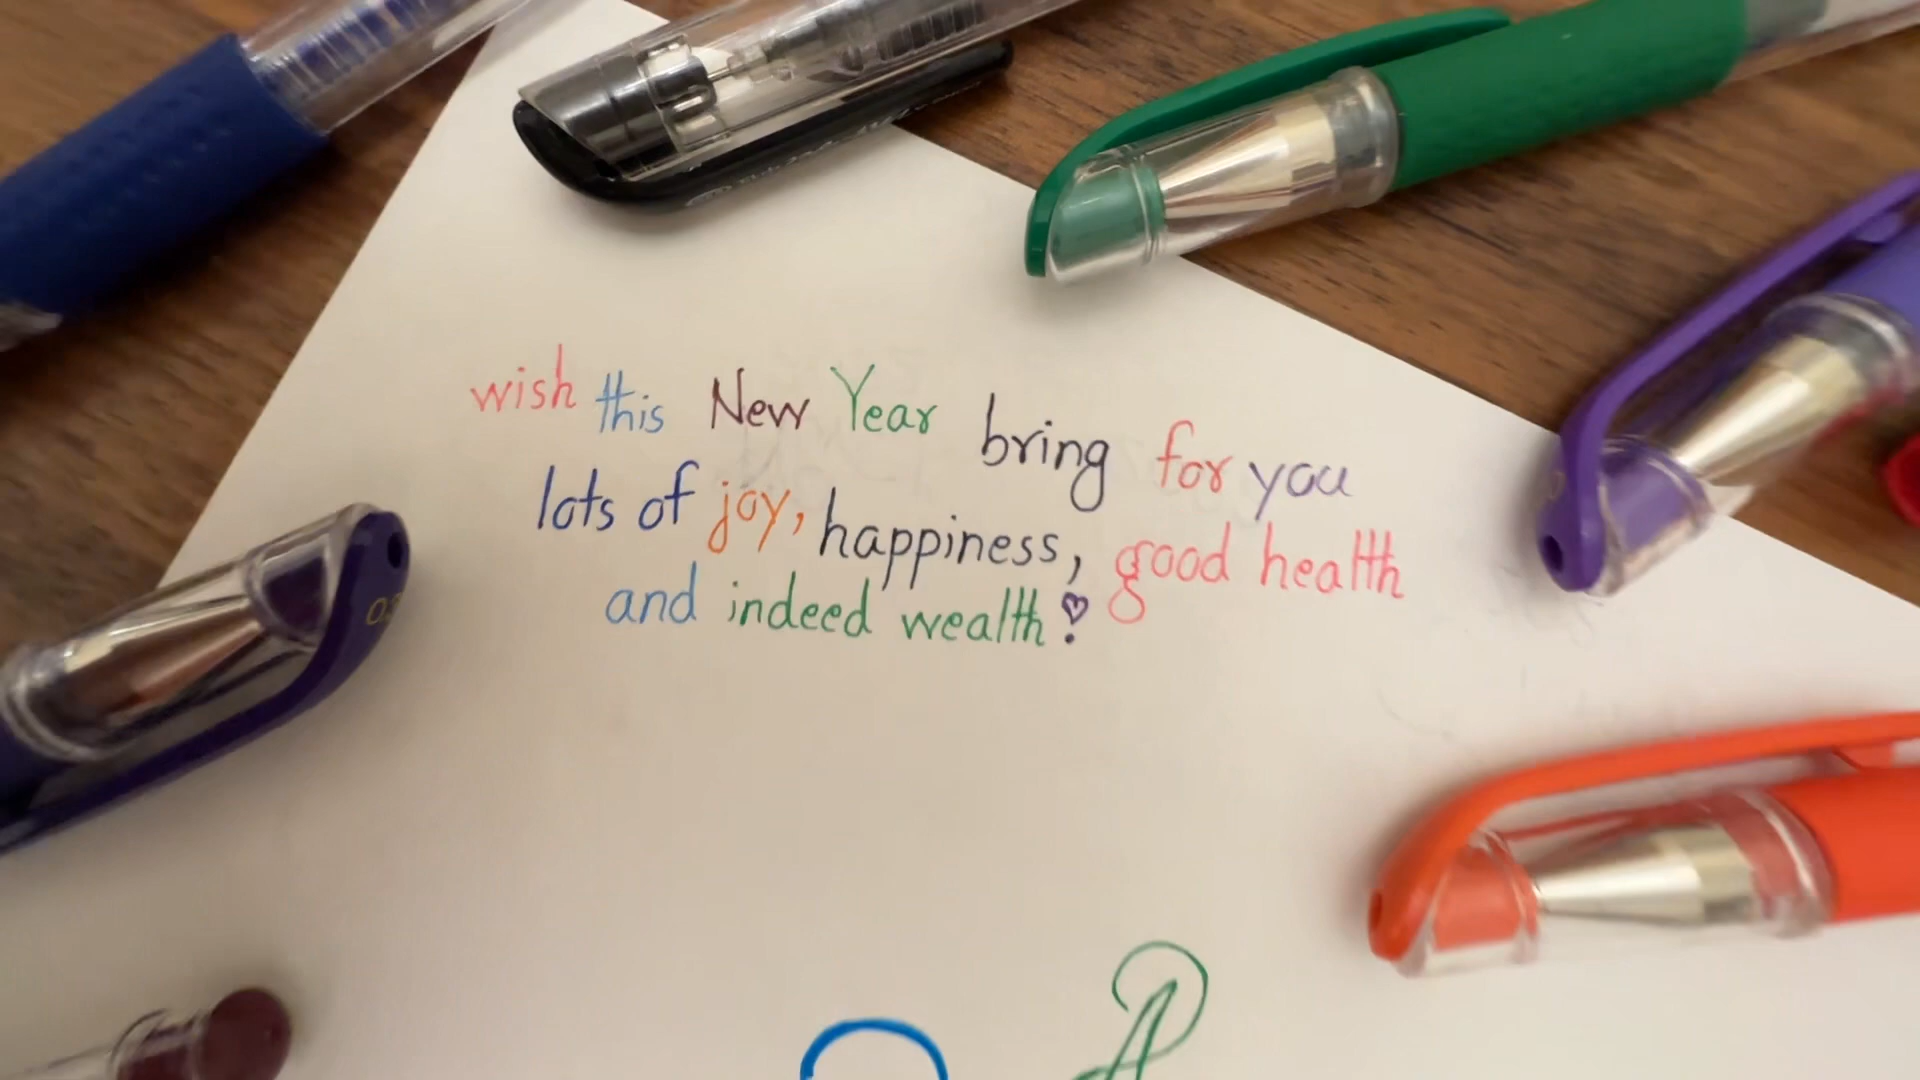 wish this New Year bring for you
lots of joy, happiness, good health
and indeed wealth!